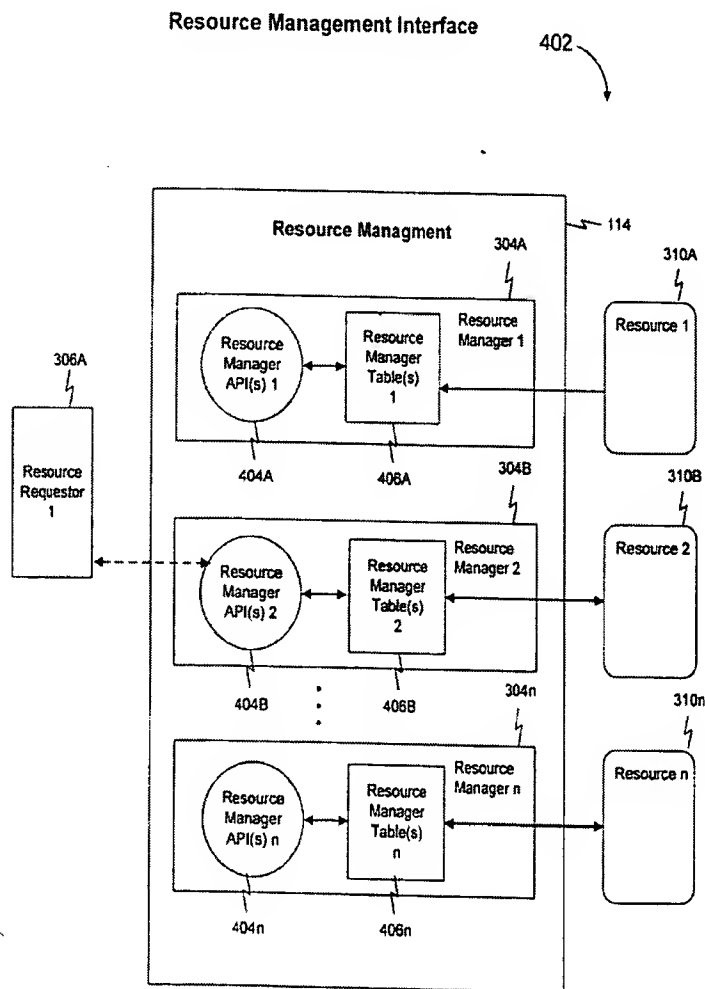 Resource Management Interface
402
Resource Managment
114
304A
310A
Resource
Manager
API(s) 1
Resource
Manager
Table(s)
1
Resource
Manager 1
Resource 1
306A
Resource
Requestor
1
404A
406A
304B
310B
Resource
Manager
API(s) 2
Resource
Manager
Table(s)
2
Resource
Manager 2
Resource 2
404B
406B
304n
310n
Resource
Manager
API(s) n
Resource
Manager
Table(s)
n
Resource
Manager n
Resource n
404n
406n